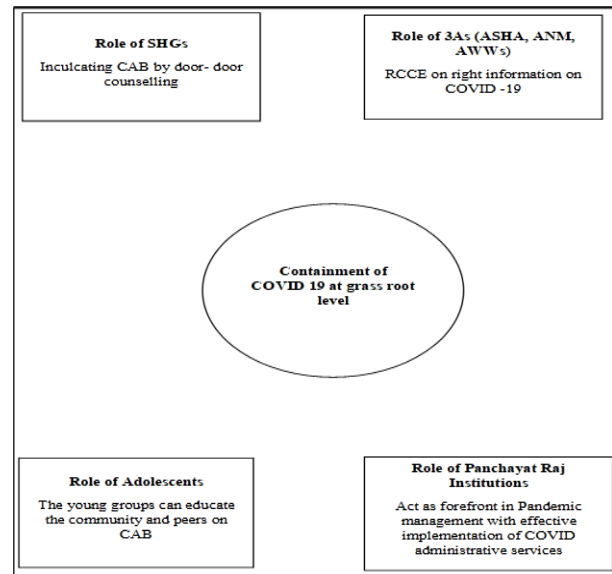 Role of SHGs
Inculcating CAB by door- door
counselling
Role of 3As (ASHA, ANM,
AWWs)
RCCE on right information on
COVID -19
Containment of
COVID 19 at grass root
level
Role of Adolescents
The young groups can educate
the community and peers on
CAB
Role of Panchayat Raj
Institutions
Act as forefront in Pandemic
management with effective
implementation of COVID
administrative services